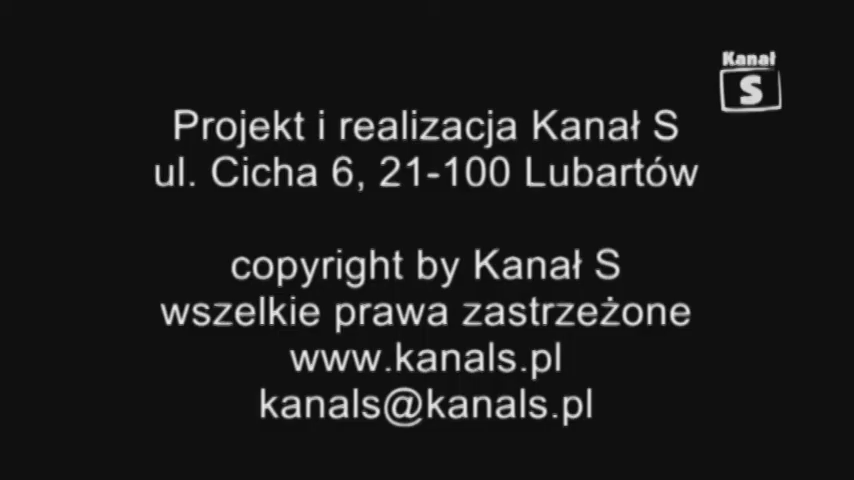 Kanał
S
Projekt i realizacja Kanał S
ul. Cicha 6, 21-100 Lubartów
copyright by Kanał S
wszelkie prawa zastrzeżone
www.kanals.pl
kanals@kanals.pl